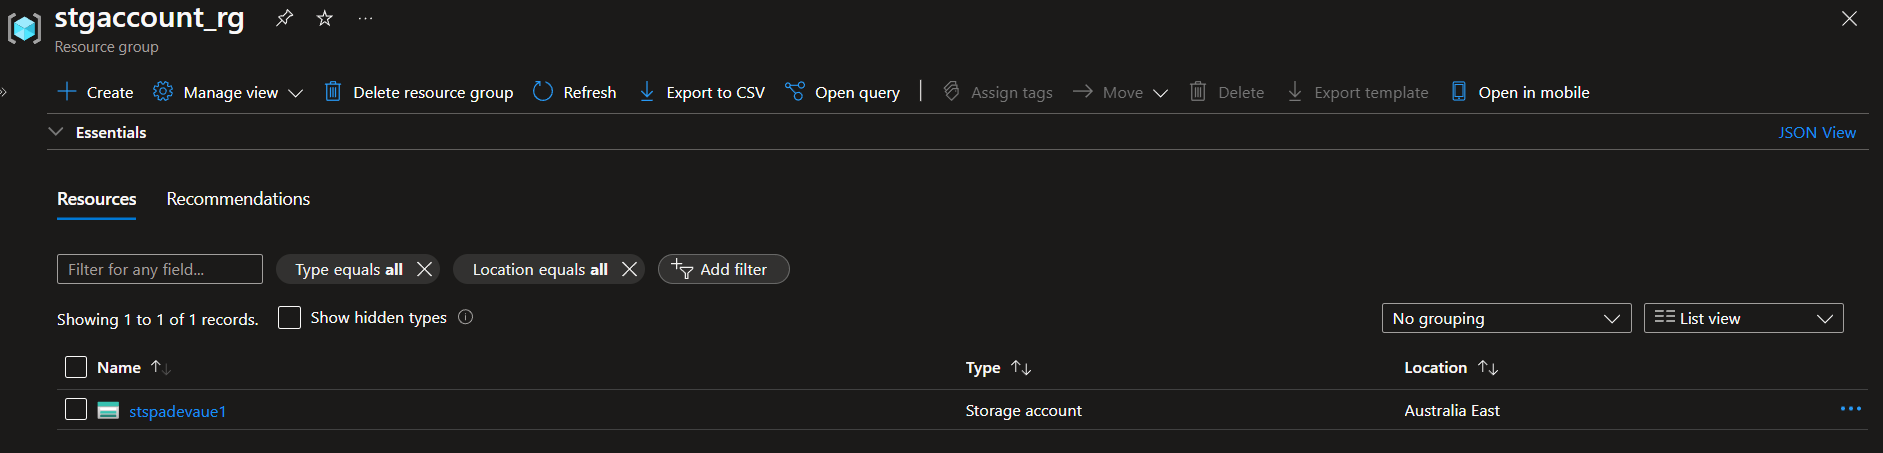 stgaccount_rg ...
Resource group
Create Manage view Delete resource group Refresh Export to CSV Open query Assign tags Move Delete Export template Open in mobile
Essentials JSON View
Resources Recommendations
Filter for any field... Type equals all Location equals all Add filter
Showing 1 to 1 of 1 records. Show hidden types No grouping List view
Name Type Location
stspadevaue1 Storage account Australia East ...